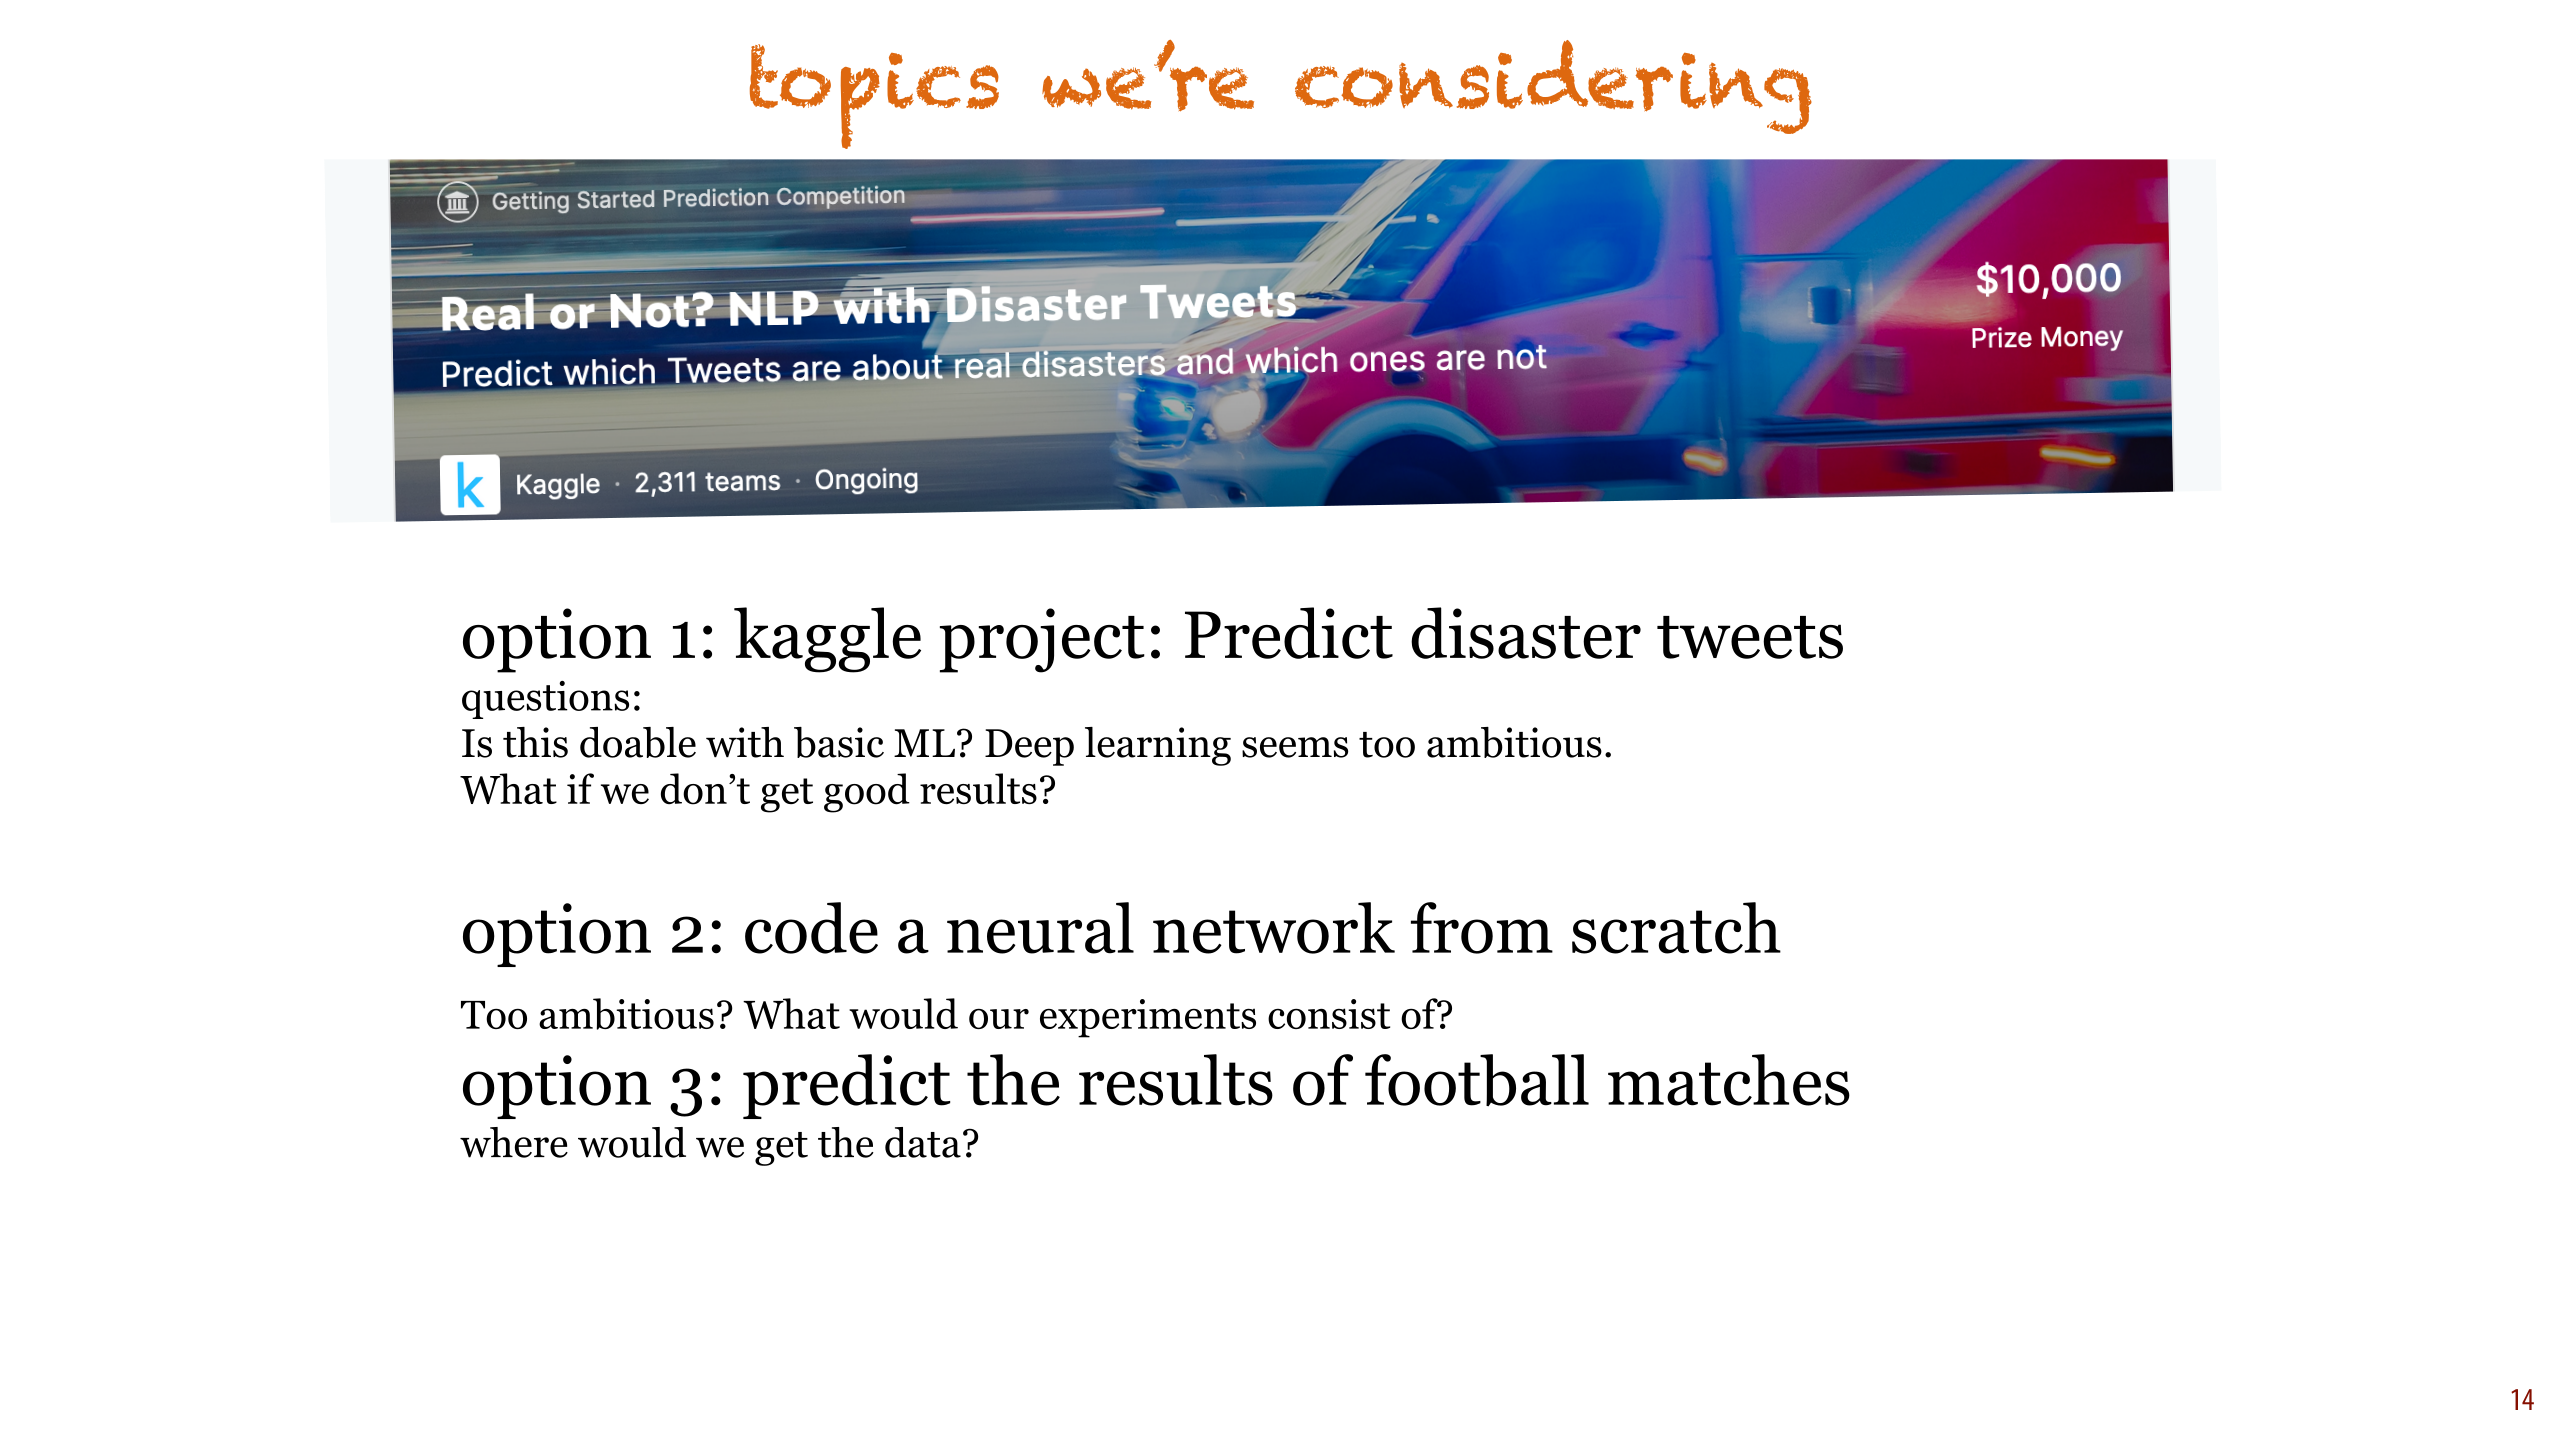 topics we’re considering
Getting Started Prediction Competition
Real or Not? NLP with Disaster Tweets
Predict which Tweets are about real disasters and which ones are not
$10,000
Prize Money
k Kaggle · 2,311 teams · Ongoing
option 1: kaggle project: Predict disaster tweets
questions:
Is this doable with basic ML? Deep learning seems too ambitious.
What if we don’t get good results?
option 2: code a neural network from scratch
Too ambitious? What would our experiments consist of?
option 3: predict the results of football matches
where would we get the data?
14